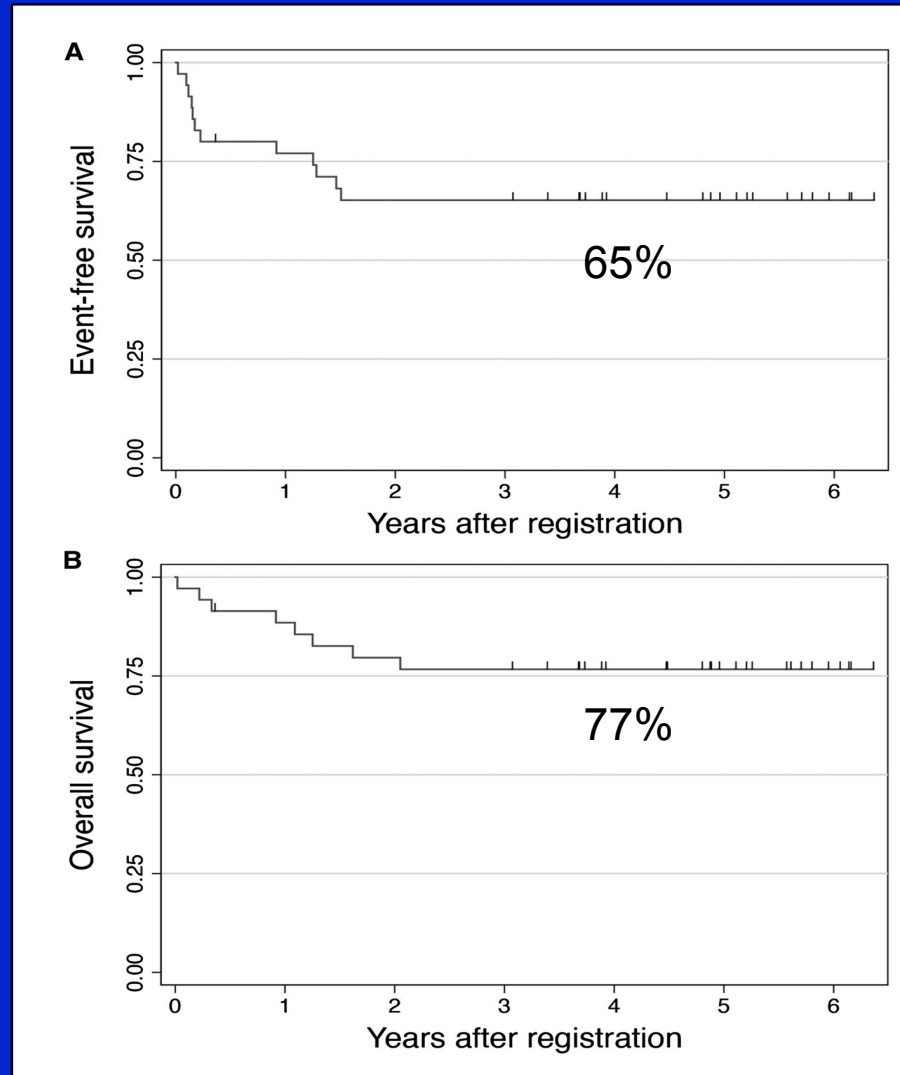 A
Event-free survival
1.00
0.75
0.50
0.25
0.00
65%
0 1 2 3 4 5 6
Years after registration
B
Overall survival
1.00
0.75
0.50
0.25
0.00
77%
0 1 2 3 4 5 6
Years after registration